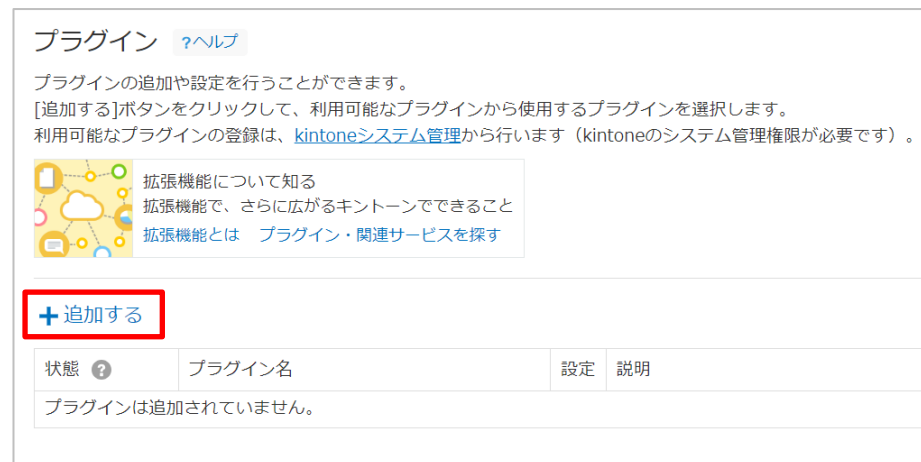 プラグイン ?ヘルプ
プラグインの追加や設定を行うことができます。
[追加する]ボタンをクリックして、利用可能なプラグインから使用するプラグインを選択します。
利用可能なプラグインの登録は、kintoneシステム管理から行います（kintoneのシステム管理権限が必要です）。
拡張機能について知る
拡張機能で、さらに広がるキントーンでできること
拡張機能とは プラグイン・関連サービスを探す
+追加する
状態 ? プラグイン名 設定 説明
プラグインは追加されていません。